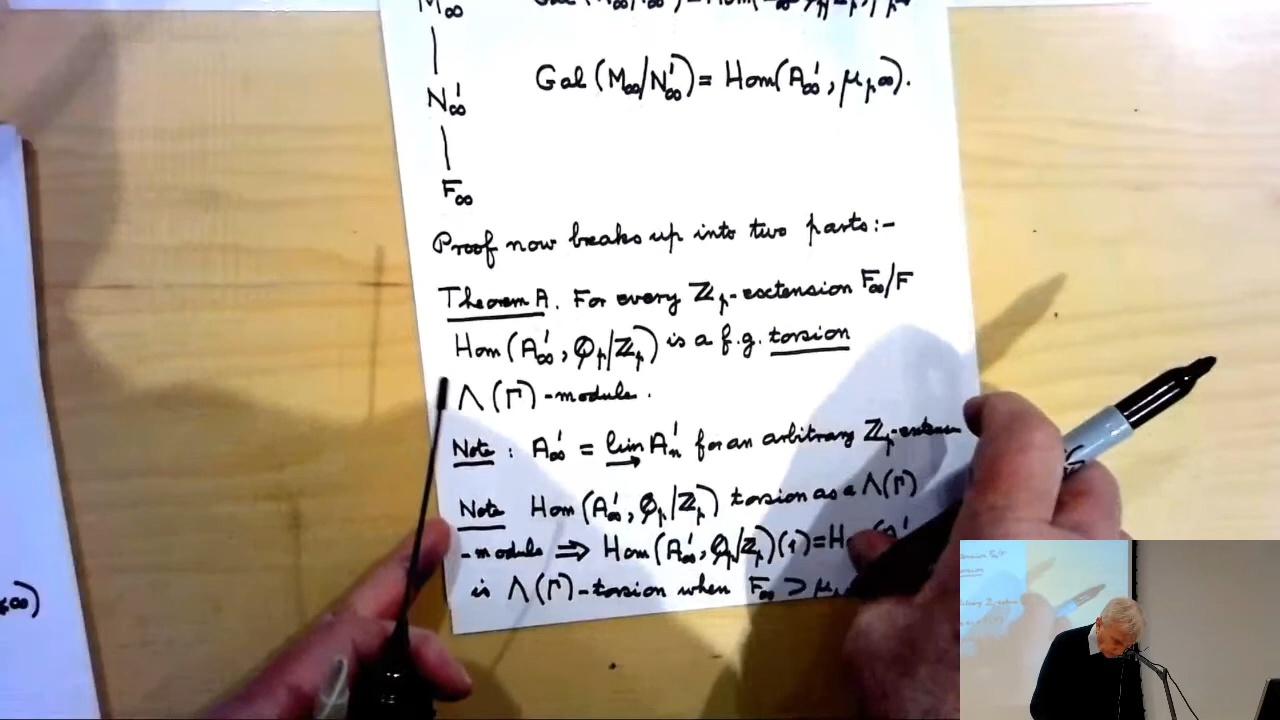 M∞
Gal (M∞/N'∞) = Hom(A'∞, μp∞).
N'∞
F∞
Proof now breaks up into two parts:-
Theorem A. For every ℤp-extension F∞/F
Hom(A'∞, ℚp/ℤp) is a f.g. torsion
Λ(Γ)-module.
Note: A'∞ = lim→ A'n for an arbitrary ℤp-extension
Note Hom(A'∞, ℚp/ℤp) torsion as a Λ(Γ)
-module ⇒ Hom(A'∞, ℚp/ℤp)(1)=Ho (A'
is Λ(Γ)-torsion when F∞ ⊃ μ
∞)